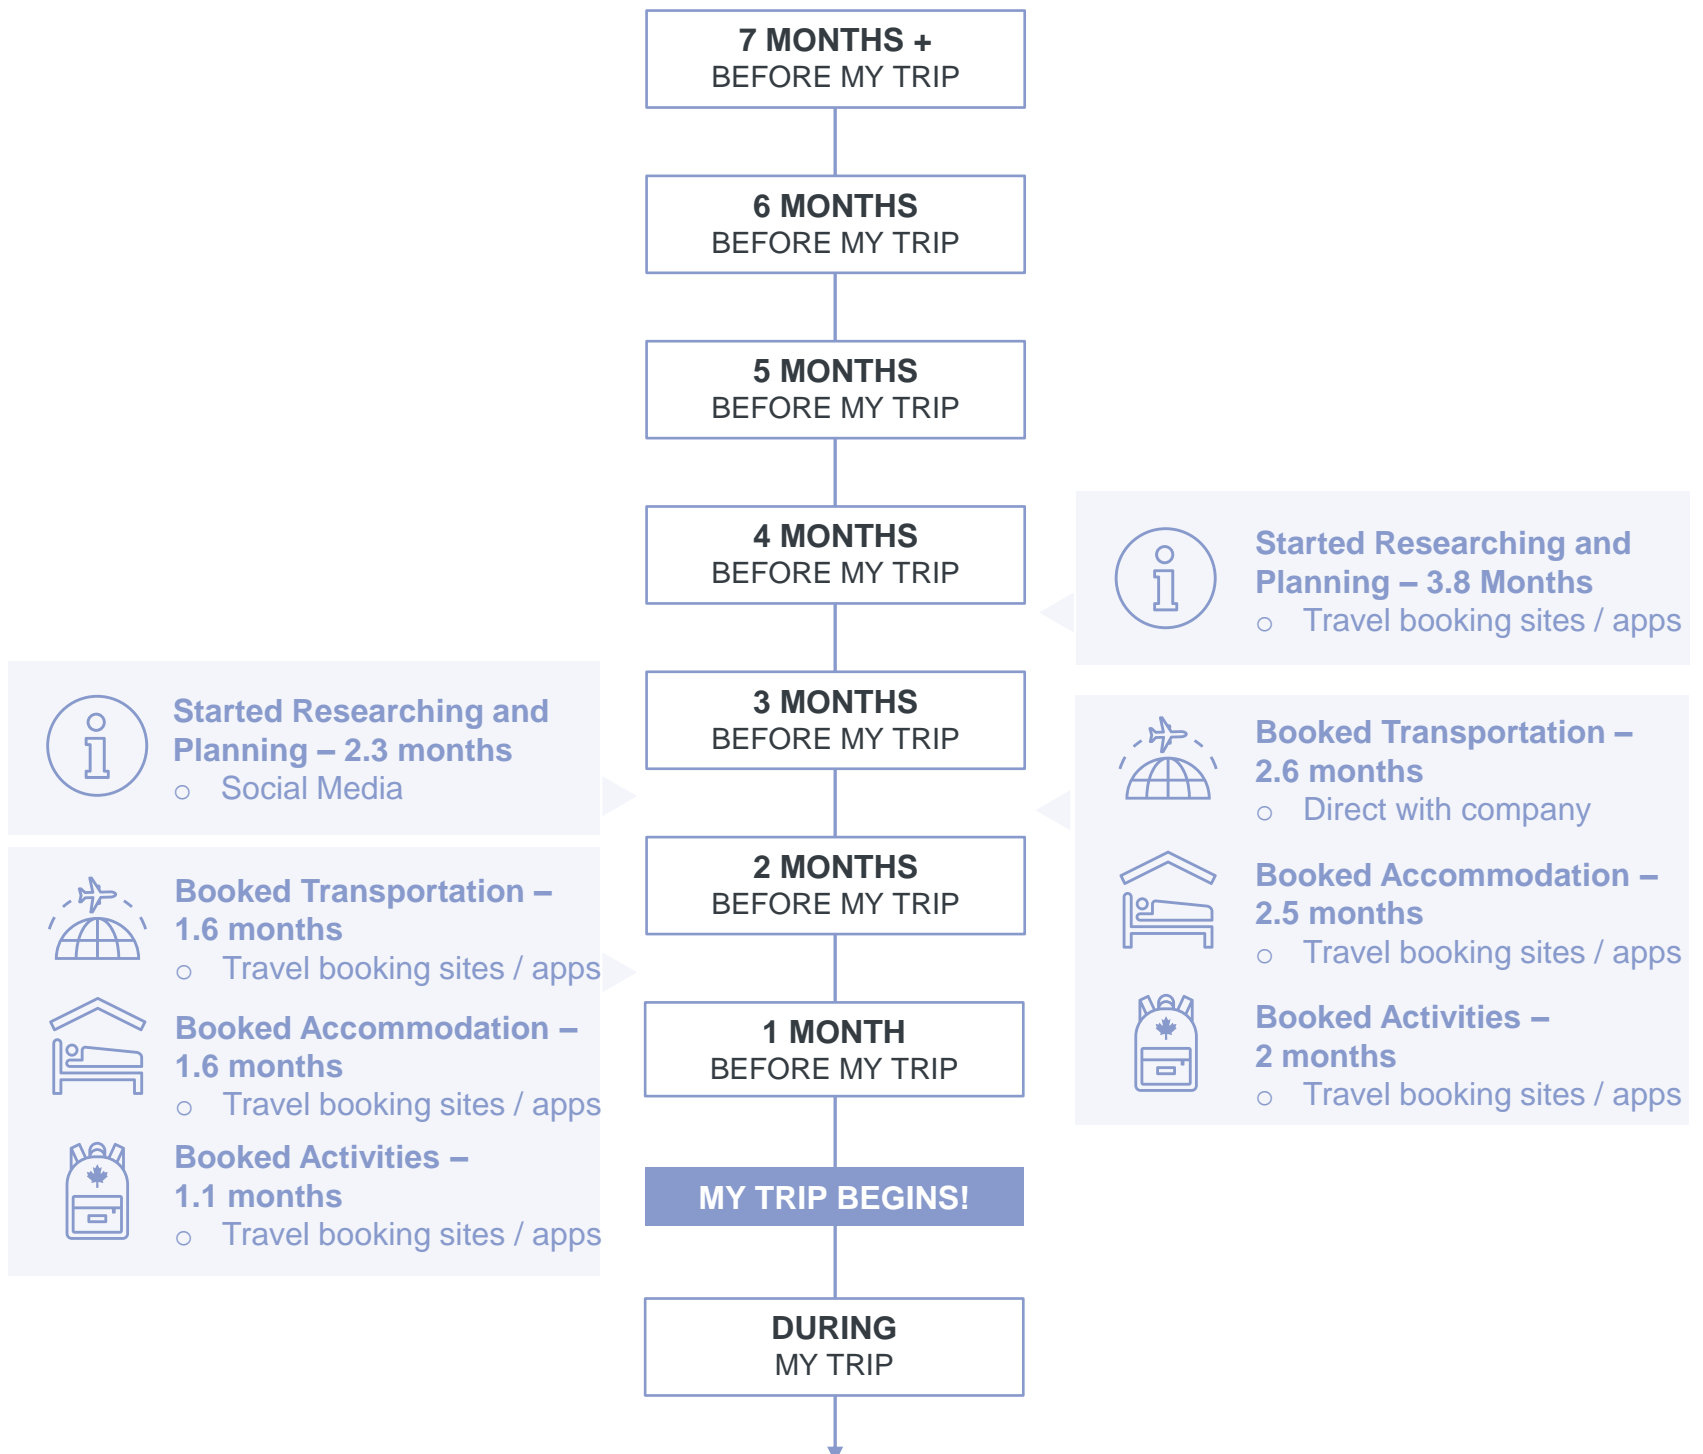 7 MONTHS +
BEFORE MY TRIP
6 MONTHS
BEFORE MY TRIP
5 MONTHS
BEFORE MY TRIP
4 MONTHS
BEFORE MY TRIP
3 MONTHS
BEFORE MY TRIP
2 MONTHS
BEFORE MY TRIP
1 MONTH
BEFORE MY TRIP
MY TRIP BEGINS!
DURING
MY TRIP
Started Researching and
Planning – 2.3 months
○ Social Media
Booked Transportation –
1.6 months
○ Travel booking sites / apps
Booked Accommodation –
1.6 months
○ Travel booking sites / apps
Booked Activities –
1.1 months
○ Travel booking sites / apps
Started Researching and
Planning – 3.8 Months
○ Travel booking sites / apps
Booked Transportation –
2.6 months
○ Direct with company
Booked Accommodation –
2.5 months
○ Travel booking sites / apps
Booked Activities –
2 months
○ Travel booking sites / apps